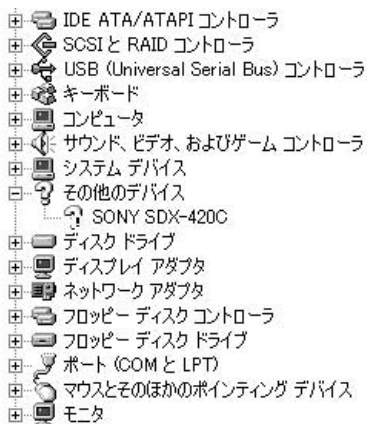 IDE ATA/ATAPI コントローラ
SCSI と RAID コントローラ
USB (Universal Serial Bus) コントローラ
キーボード
コンピュータ
サウンド、ビデオ、およびゲーム コントローラ
システム デバイス
その他のデバイス
SONY SDX-420C
ディスク ドライブ
ディスプレイ アダプタ
ネットワーク アダプタ
フロッピー ディスク コントローラ
フロッピー ディスク ドライブ
ポート (COM と LPT)
マウスとそのほかのポインティング デバイス
モニタ